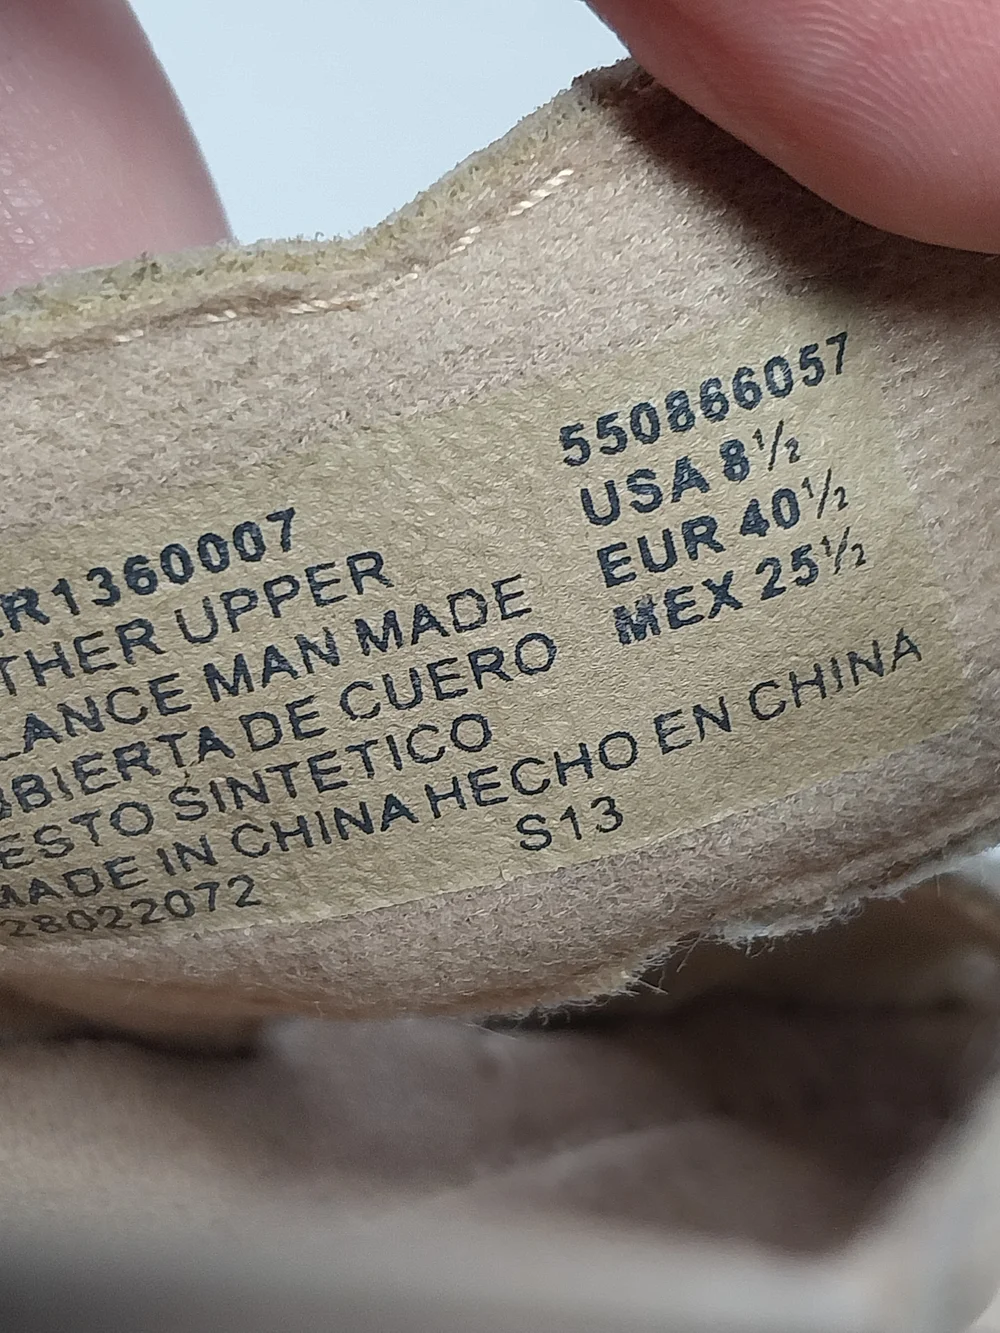 550866057
USA 8½
EUR 40½
MEX 25½
R1360007
THER UPPER
LANCE MAN MADE
BIERTA DE CUERO
ESTO SINTETICO
MADE IN CHINA HECHO EN CHINA
S13
28022072